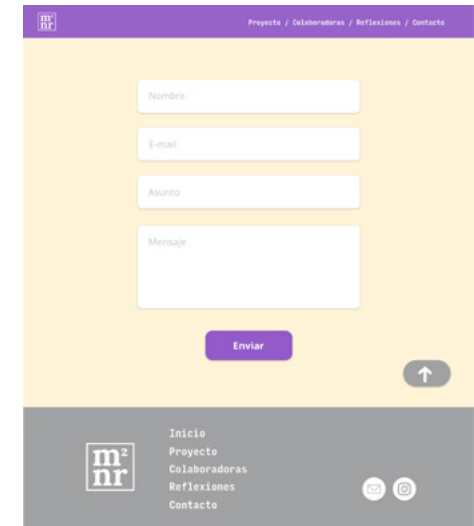 m²
nr
Proyecto / Colaboradoras / Reflexiones / Contacto
Nombre
E-mail
Asunto
Mensaje
Enviar
m²
nr
Inicio
Proyecto
Colaboradoras
Reflexiones
Contacto